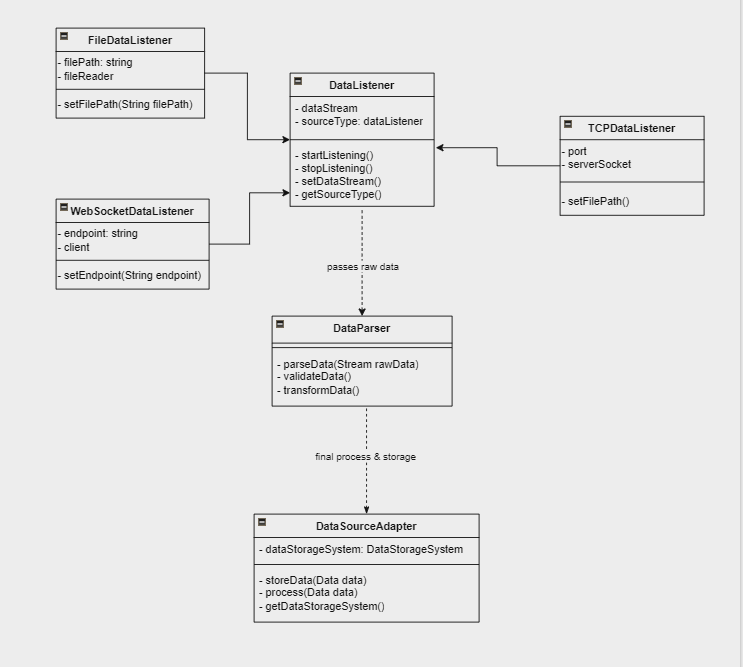 FileDataListener
- filePath: string
- fileReader
- setFilePath(String filePath)
DataListener
- dataStream
- sourceType: dataListener
- startListening()
- stopListening()
- setDataStream()
- getSourceType()
TCPDataListener
- port
- serverSocket
- setFilePath()
WebSocketDataListener
- endpoint: string
- client
- setEndpoint(String endpoint)
passes raw data
DataParser
- parseData(Stream rawData)
- validateData()
- transformData()
final process & storage
DataSourceAdapter
- dataStorageSystem: DataStorageSystem
- storeData(Data data)
- process(Data data)
- getDataStorageSystem()